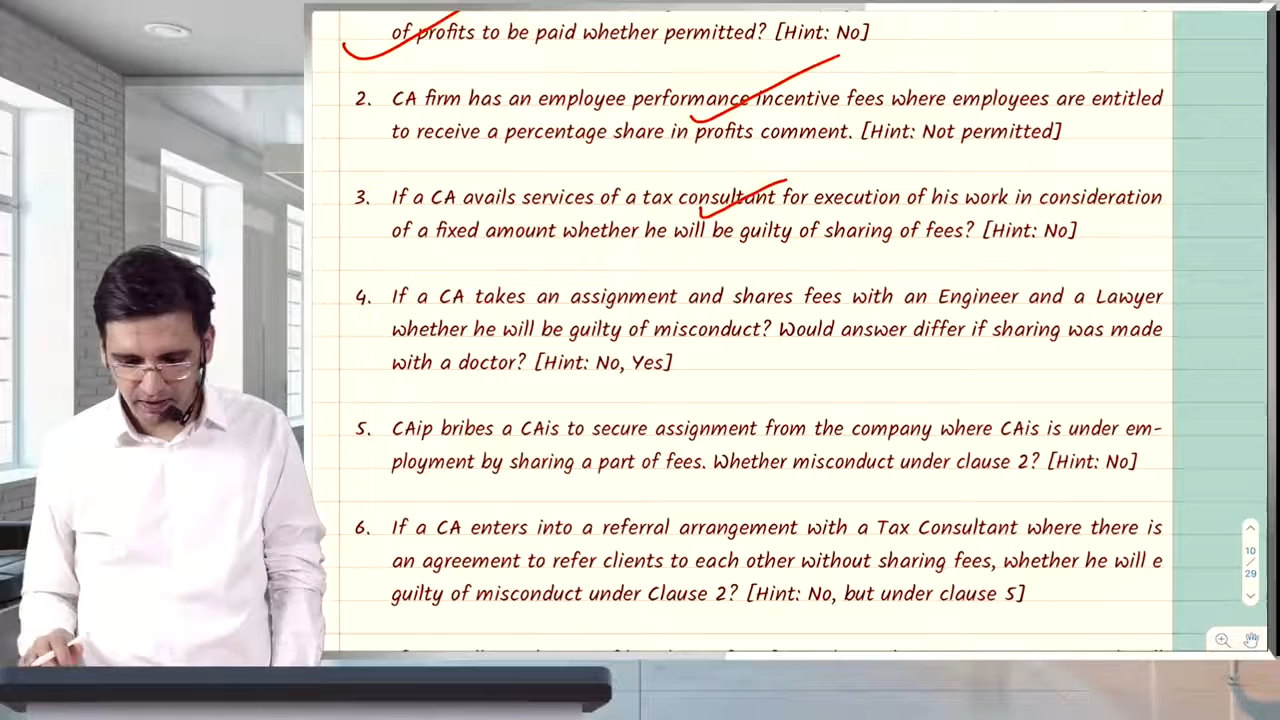 of profits to be paid whether permitted? [Hint: No]
2. CA firm has an employee performance incentive fees where employees are entitled
to receive a percentage share in profits comment. [Hint: Not permitted]
3. If a CA avails services of a tax consultant for execution of his work in consideration
of a fixed amount whether he will be guilty of sharing of fees? [Hint: No]
4. If a CA takes an assignment and shares fees with an Engineer and a Lawyer
whether he will be guilty of misconduct? Would answer differ if sharing was made
with a doctor? [Hint: No, Yes]
5. CAip bribes a CAis to secure assignment from the company where CAis is under em-
ployment by sharing a part of fees. Whether misconduct under clause 2? [Hint: No]
6. If a CA enters into a referral arrangement with a Tax Consultant where there is
an agreement to refer clients to each other without sharing fees, whether he will e
guilty of misconduct under Clause 2? [Hint: No, but under clause 5]
10
/
29